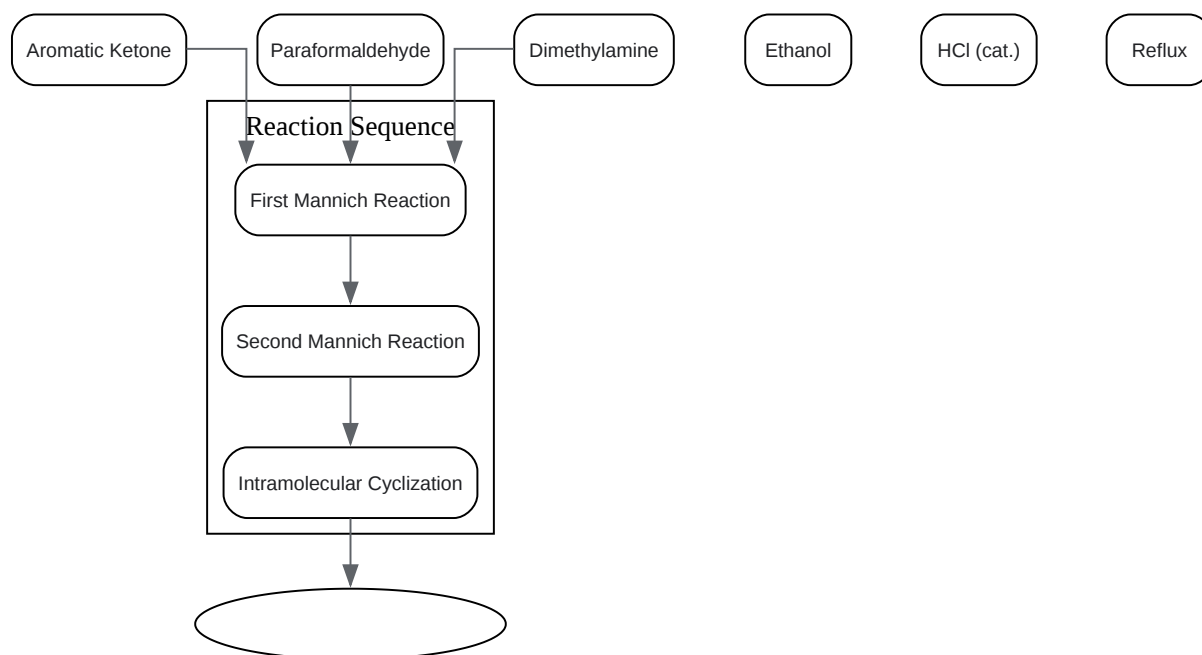 Aromatic Ketone
Paraformaldehyde
Dimethylamine
Ethanol
HCl (cat.)
Reflux
Reaction Sequence
First Mannich Reaction
Second Mannich Reaction
Intramolecular Cyclization